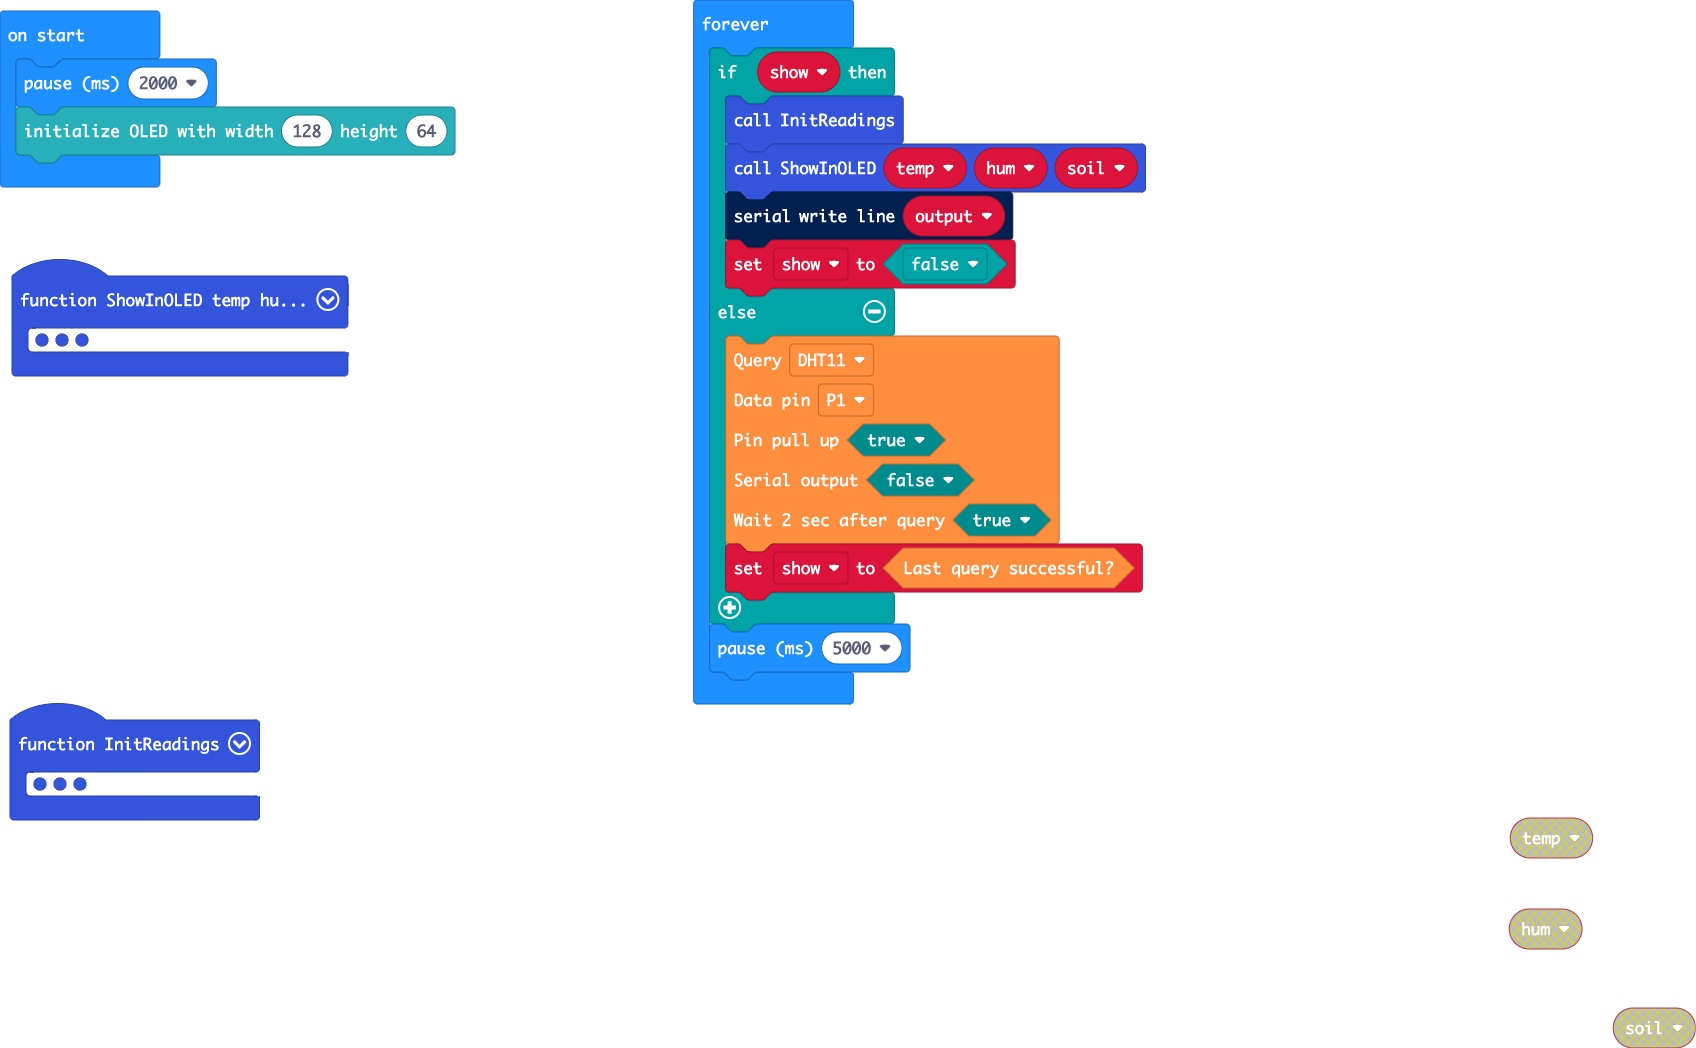 on start
pause (ms) 2000
initialize OLED with width 128 height 64
function ShowInOLED temp hu...
function InitReadings
forever
if show then
call InitReadings
call ShowInOLED temp hum soil
serial write line output
set show to false
else
Query DHT11
Data pin P1
Pin pull up true
Serial output false
Wait 2 sec after query true
set show to Last query successful?
pause (ms) 5000
temp
hum
soil